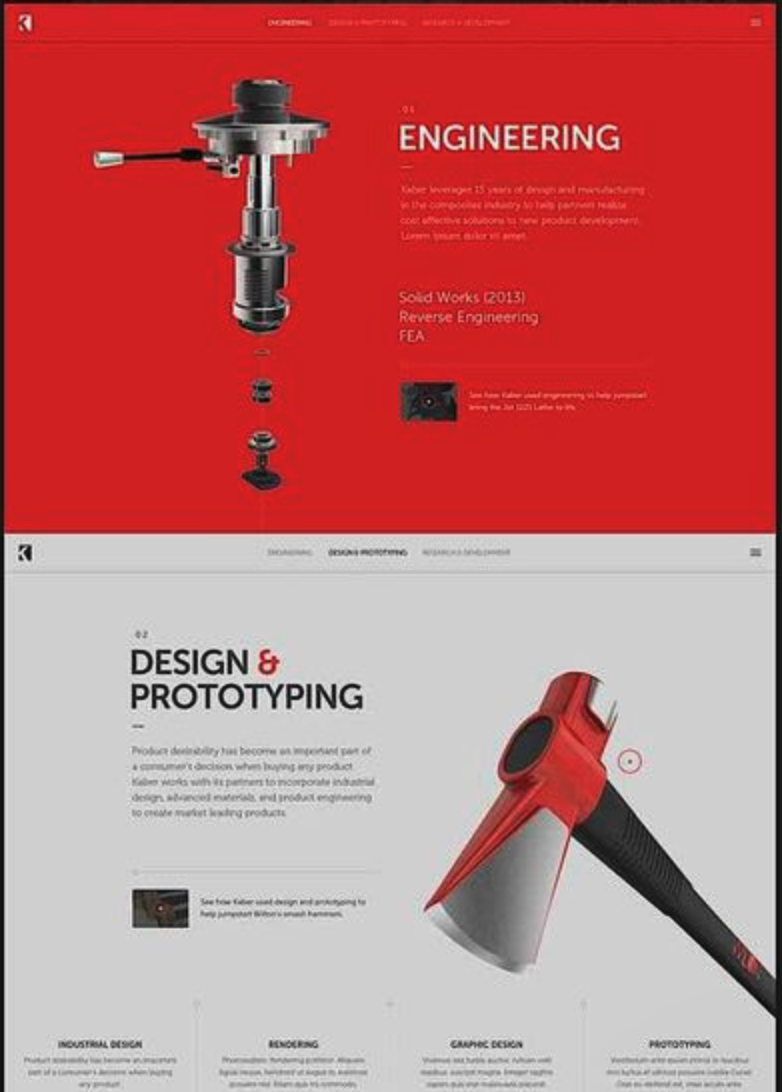 ENGINEERING DESIGN & PROTOTYPING RESEARCH & DEVELOPMENT
01
ENGINEERING
Kaber leverages 15 years of design and manufacturing
in the composites industry to help partners realize
cost effective solutions to new product development.
Lorem ipsum dolor sit amet.
Solid Works (2013)
Reverse Engineering
FEA
See how Kaber used engineering to help jumpstart
bring the Jet 1221 Lathe to life.
ENGINEERING DESIGN & PROTOTYPING RESEARCH & DEVELOPMENT
02
DESIGN &
PROTOTYPING
Product desirability has become an important part of
a consumer's decision when buying any product.
Kaber works with its partners to incorporate industrial
design, advanced materials, and product engineering
to create market leading products.
See how Kaber used design and prototyping to
help jumpstart Wilton's smash hammers.
INDUSTRIAL DESIGN
Product desirability has become an important
part of a consumer's decision when buying
any product.
RENDERING
GRAPHIC DESIGN
PROTOTYPING